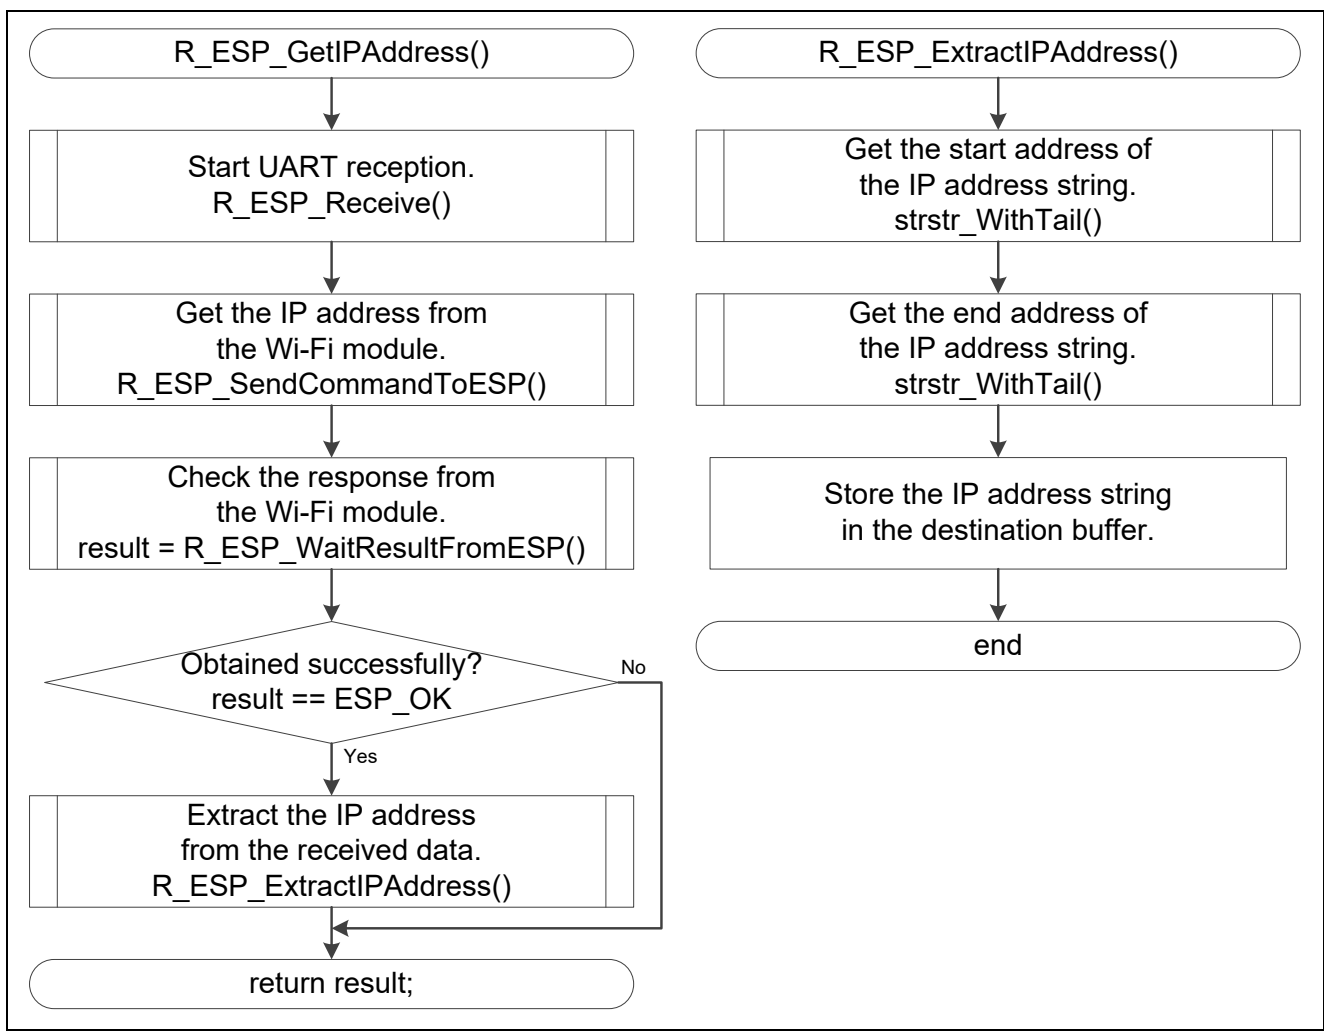 R_ESP_GetIPAddress()
Start UART reception.
R_ESP_Receive()
Get the IP address from
the Wi-Fi module.
R_ESP_SendCommandToESP()
Check the response from
the Wi-Fi module.
result = R_ESP_WaitResultFromESP()
Obtained successfully?
result == ESP_OK
No
Yes
Extract the IP address
from the received data.
R_ESP_ExtractIPAddress()
return result;
R_ESP_ExtractIPAddress()
Get the start address of
the IP address string.
strstr_WithTail()
Get the end address of
the IP address string.
strstr_WithTail()
Store the IP address string
in the destination buffer.
end